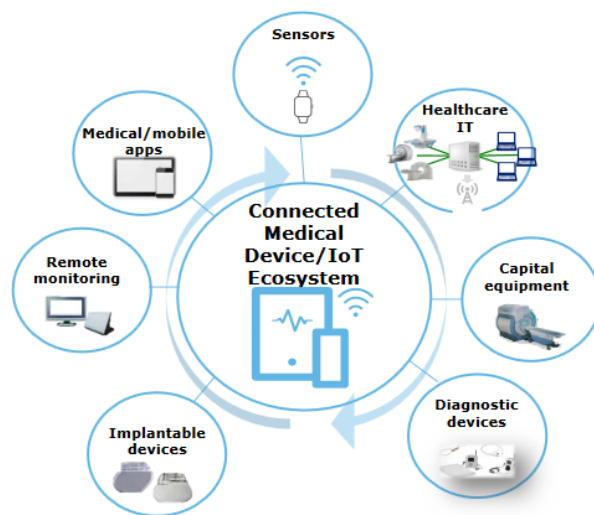 Sensors
Healthcare
IT
Medical/mobile
apps
Connected
Medical
Device/IoT
Ecosystem
Remote
monitoring
Capital
equipment
Implantable
devices
Diagnostic
devices